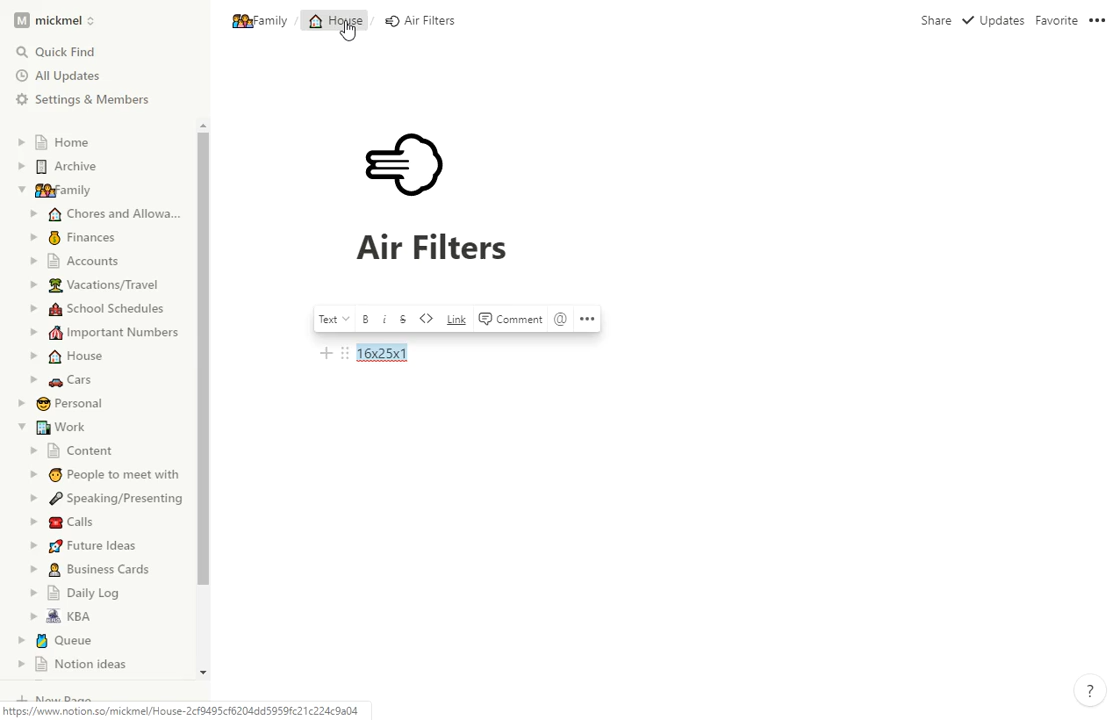 M mickmel
Quick Find
All Updates
Settings & Members
Home
Archive
Family
Chores and Allowa...
Finances
Accounts
Vacations/Travel
School Schedules
Important Numbers
House
Cars
Personal
Work
Content
People to meet with
Speaking/Presenting
Calls
Future Ideas
Business Cards
Daily Log
KBA
Queue
Notion ideas
New Page
https://www.notion.so/mickmel/House-2cf9495cf6204dd5959fc21c224c9a04
Family / House / Air Filters
Share Updates Favorite
Air Filters
Text B i S <> Link Comment @
16x25x1
?